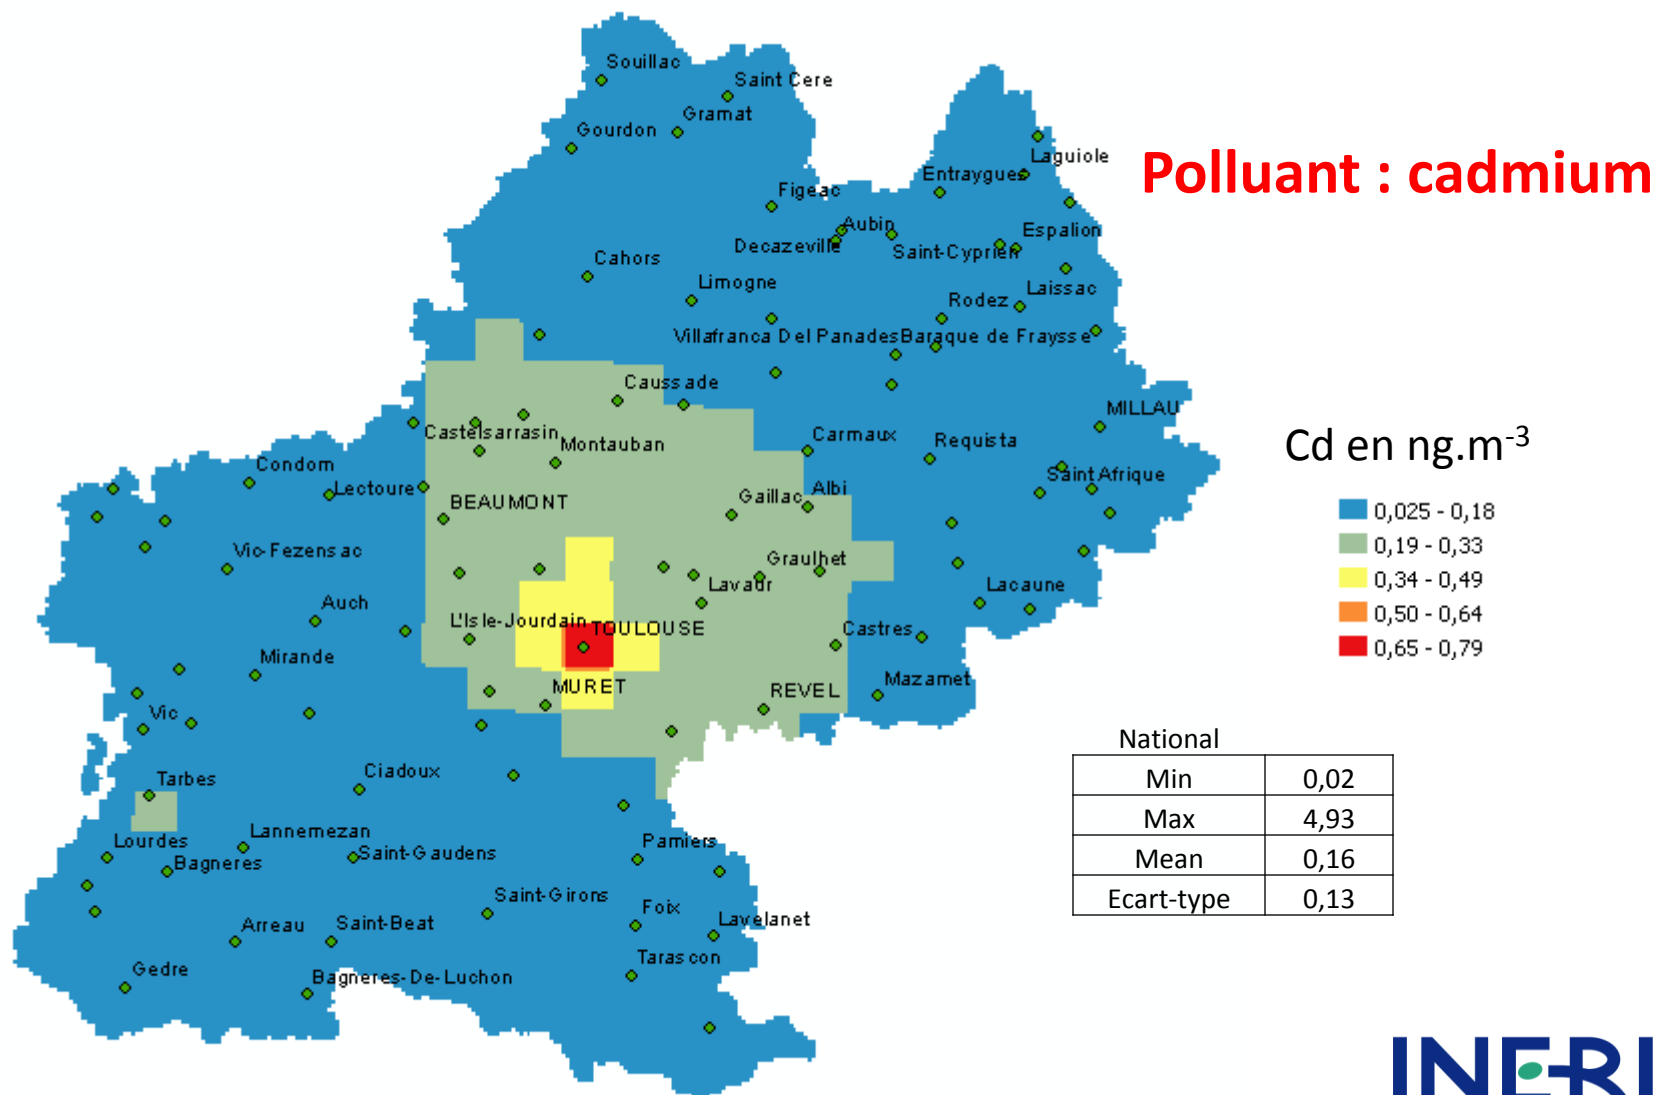 Souillac
Saint Cere
Gramat
Gourdon
Polluant : cadmium
Laguiole
Entraygues
Figeac
Aubin
Espalion
Decazeville
Saint-Cyprien
Cahors
Limogne
Laissac
Rodez
Villafranca Del Panades
Baraque de Fraysse
Caussade
MILLAU
Castelsarrasin
Montauban
Carmaux
Requista
Cd en ng.m-3
Condom
Lectoure
Saint Afrique
BEAUMONT
Gaillac
Albi
0,025 - 0,18
0,19 - 0,33
0,34 - 0,49
0,50 - 0,64
0,65 - 0,79
Vic-Fezensac
Graulhet
Lavaur
Lacaune
Auch
L'Isle-Jourdain
TOULOUSE
Castres
Mirande
MURET
REVEL
Mazamet
Vic
National
Min 0,02
Max 4,93
Mean 0,16
Ecart-type 0,13
Tarbes
Ciadoux
Lourdes
Lannemezan
Bagneres
Saint-Gaudens
Pamiers
Saint-Girons
Foix
Lavelanet
Arreau
Saint-Beat
Tarascon
Gedre
Bagneres-De-Luchon
INERI